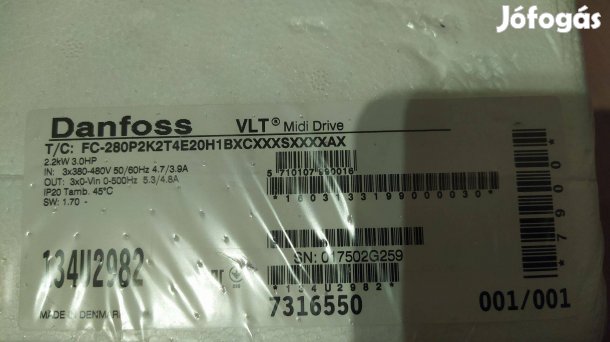 Jófogás
Danfoss VLT® Midi Drive
T/C: FC-280P2K2T4E20H1BXCXXXSXXXXAX
2.2kW 3.0HP
IN: 3x380-480V 50/60Hz 4.7/3.9A
OUT: 3x0-Vin 0-500Hz 5.3/4.8A
IP20 Tamb. 45°C
SW: 1.70 -
SN: 017502G259
134U2982
*134U2982*
7316550
001/001
MADE IN DENMARK